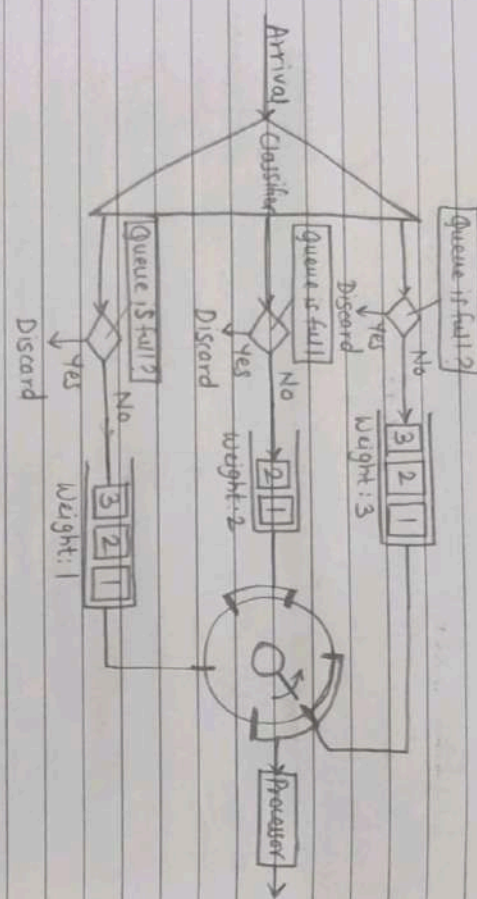 Queue is full?
No
Yes
Discard
3 2 1
Weight: 3
Arrival
Classifier
Queue is full
No
Yes
Discard
2 1
Weight: 2
Processor
Queue is full?
No
Yes
Discard
3 2 1
Weight: 1